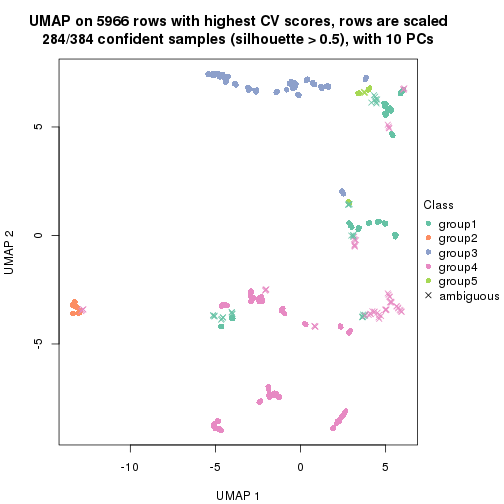 UMAP on 5966 rows with highest CV scores, rows are scaled
284/384 confident samples (silhouette > 0.5), with 10 PCs
5
0
-5
UMAP 2
-10
-5
0
5
UMAP 1
Class
group1
group2
group3
group4
group5
ambiguous